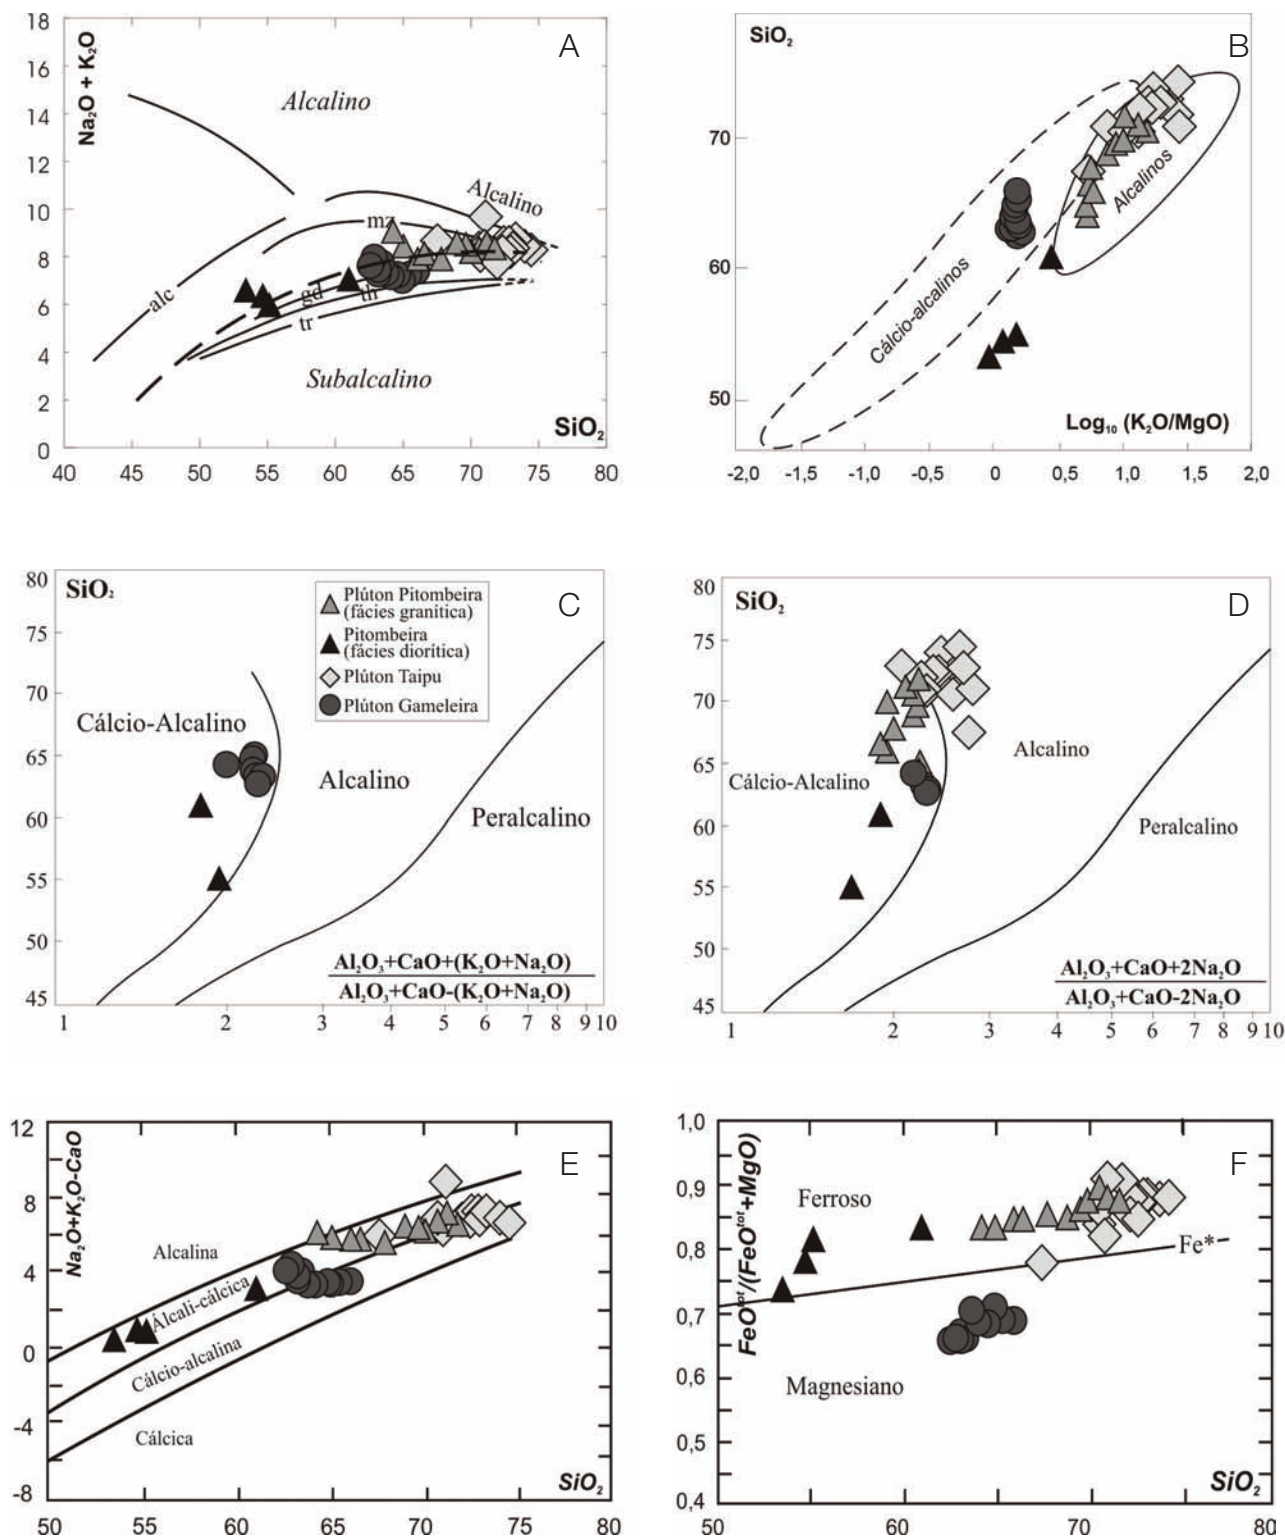 A
Na₂O + K₂O
18
16
14
12
10
8
6
4
2
0
Alcalino
Alcalino
mz
alc
gd
th
tr
Subalcalino
SiO₂
40 45 50 55 60 65 70 75 80
B
SiO₂
70
60
50
Alcalinos
Cálcio-alcalinos
Log₁₀ (K₂O/MgO)
-2,0 -1,5 -1,0 -0,5 0 0,5 1,0 1,5 2,0
C
SiO₂
80
75
70
65
60
55
50
45
Plúton Pitombeira
(fácies granítica)
Pitombeira
(fácies diorítica)
Plúton Taipu
Plúton Gameleira
Cálcio-Alcalino
Alcalino
Peralcalino
Al₂O₃+CaO+(K₂O+Na₂O)
Al₂O₃+CaO-(K₂O+Na₂O)
1 2 3 4 5 6 7 8 9 10
D
SiO₂
80
75
70
65
60
55
50
45
Alcalino
Cálcio-Alcalino
Peralcalino
Al₂O₃+CaO+2Na₂O
Al₂O₃+CaO-2Na₂O
1 2 3 4 5 6 7 8 9 10
E
Na₂O+K₂O-CaO
12
8
4
0
-4
-8
Alcalina
Álcali-cálcica
Cálcio-alcalina
Cálcica
SiO₂
50 55 60 65 70 75 80
F
FeOᵗᵒᵗ/(FeOᵗᵒᵗ+MgO)
1,0
0,9
0,8
0,7
0,6
0,5
0,4
Ferroso
Fe*
Magnesiano
SiO₂
50 60 70 80